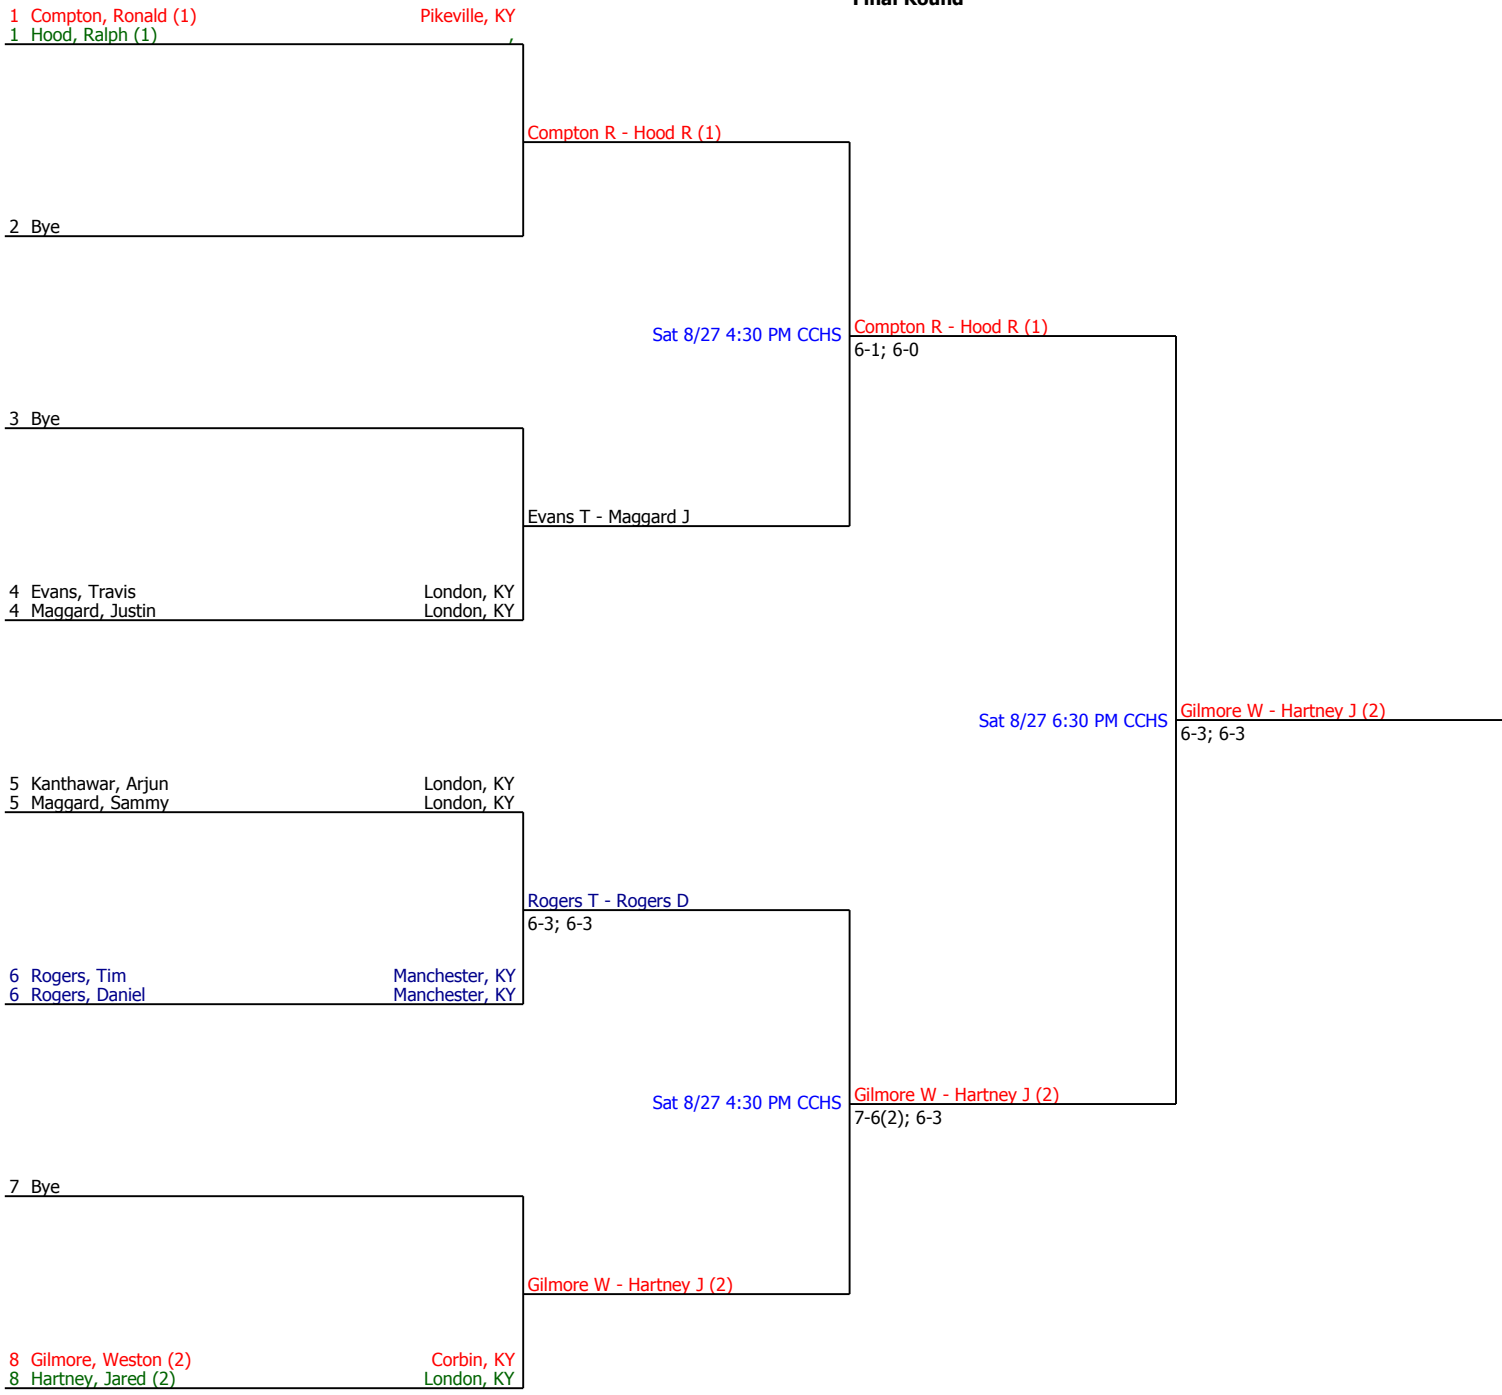 Final Round
1 Compton, Ronald (1) Pikeville, KY
1 Hood, Ralph (1) ,
Compton R - Hood R (1)
2 Bye
Sat 8/27 4:30 PM CCHS Compton R - Hood R (1)
6-1; 6-0
3 Bye
Evans T - Maggard J
4 Evans, Travis London, KY
4 Maggard, Justin London, KY
Sat 8/27 6:30 PM CCHS Gilmore W - Hartney J (2)
6-3; 6-3
5 Kanthawar, Arjun London, KY
5 Maggard, Sammy London, KY
Rogers T - Rogers D
6-3; 6-3
6 Rogers, Tim Manchester, KY
6 Rogers, Daniel Manchester, KY
Sat 8/27 4:30 PM CCHS Gilmore W - Hartney J (2)
7-6(2); 6-3
7 Bye
Gilmore W - Hartney J (2)
8 Gilmore, Weston (2) Corbin, KY
8 Hartney, Jared (2) London, KY